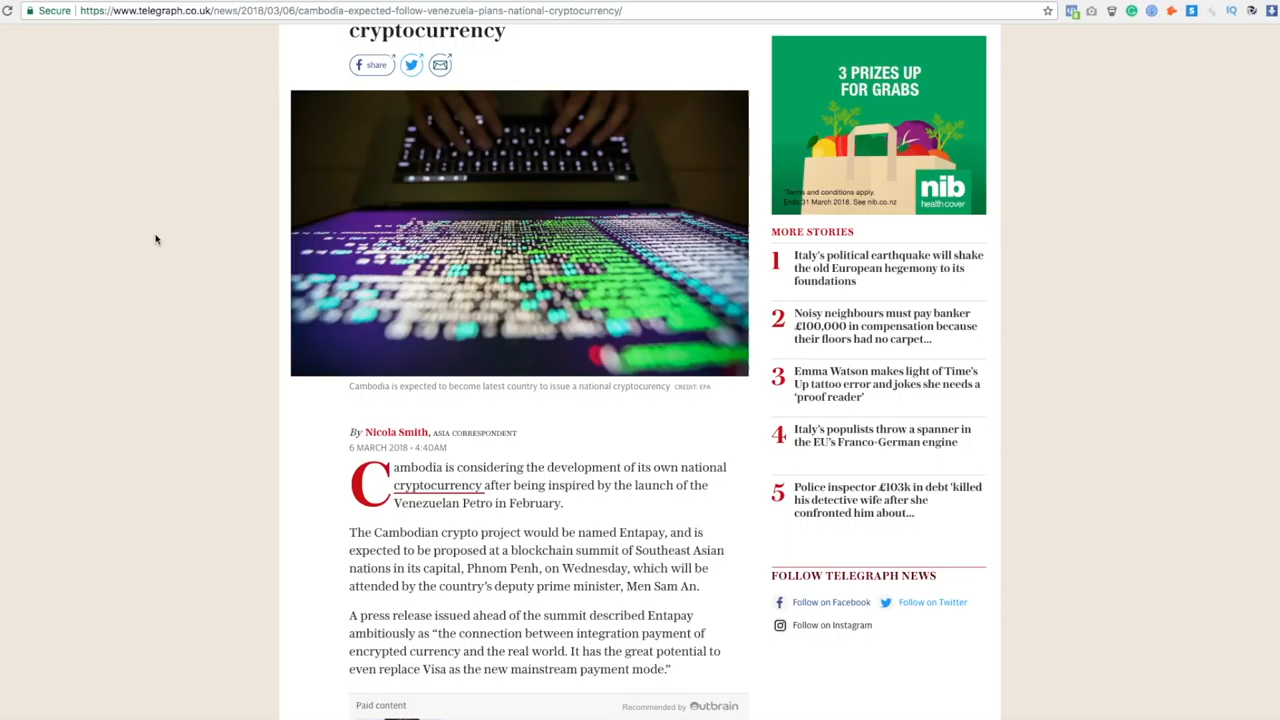 Secure
https://www.telegraph.co.uk/news/2018/03/06/cambodia-expected-follow-venezuela-plans-national-cryptocurrency/
cryptocurrency
share
Cambodia is expected to become latest country to issue a national cryptocurrency CREDIT: EPA
By Nicola Smith, ASIA CORRESPONDENT
6 MARCH 2018 • 4:40AM
Cambodia is considering the development of its own national
cryptocurrency after being inspired by the launch of the
Venezuelan Petro in February.
The Cambodian crypto project would be named Entapay, and is
expected to be proposed at a blockchain summit of Southeast Asian
nations in its capital, Phnom Penh, on Wednesday, which will be
attended by the country's deputy prime minister, Men Sam An.
A press release issued ahead of the summit described Entapay
ambitiously as “the connection between integration payment of
encrypted currency and the real world. It has the great potential to
even replace Visa as the new mainstream payment mode.”
Paid content
Recommended by Outbrain
3 PRIZES UP
FOR GRABS
*Terms and conditions apply.
Ends 31 March 2018. See nib.co.nz
nib
health cover
MORE STORIES
1 Italy's political earthquake will shake
the old European hegemony to its
foundations
2 Noisy neighbours must pay banker
£100,000 in compensation because
their floors had no carpet...
3 Emma Watson makes light of Time's
Up tattoo error and jokes she needs a
‘proof reader’
4 Italy's populists throw a spanner in
the EU's Franco-German engine
5 Police inspector £103k in debt 'killed
his detective wife after she
confronted him about...
FOLLOW TELEGRAPH NEWS
Follow on Facebook
Follow on Twitter
Follow on Instagram